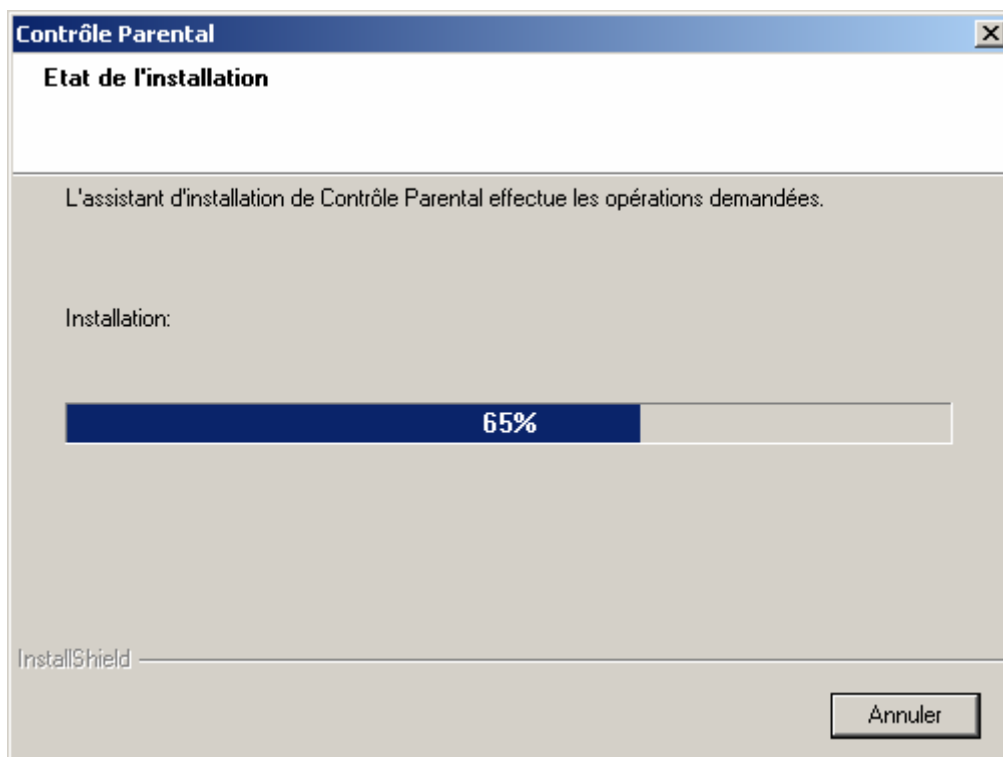 Contrôle Parental
Etat de l'installation
L'assistant d'installation de Contrôle Parental effectue les opérations demandées.
Installation:
65%
InstallShield
Annuler